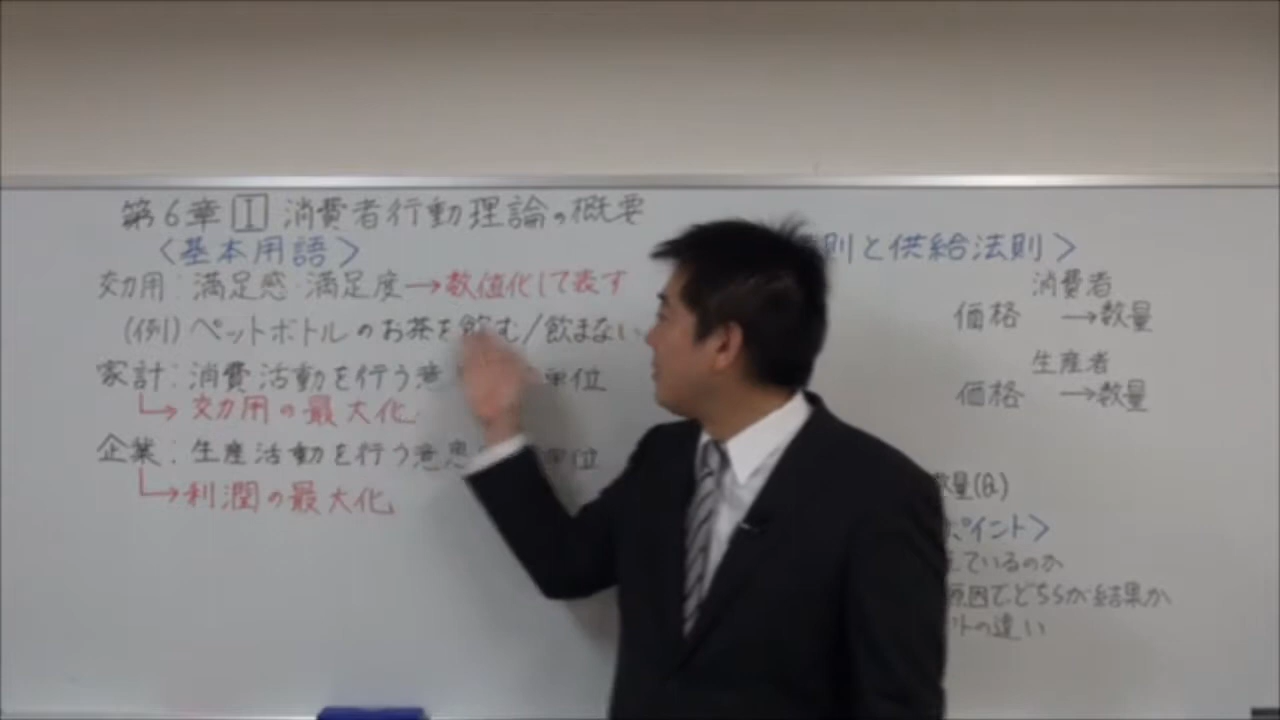 第6章 Ⅰ 消費者行動理論の概要
〈基本用語〉
効用：満足感・満足度→数値化して表す
(例)ペットボトルのお茶を飲む/飲まない
家計：消費活動を行う意 単位
→効用の最大化
企業：生産活動を行う意思 単位
→利潤の最大化
則と供給法則〉
消費者
価格 →数量
生産者
価格 →数量
数量(Q)
ポイント〉
ているのか
原因でどちらが結果か
トの違い